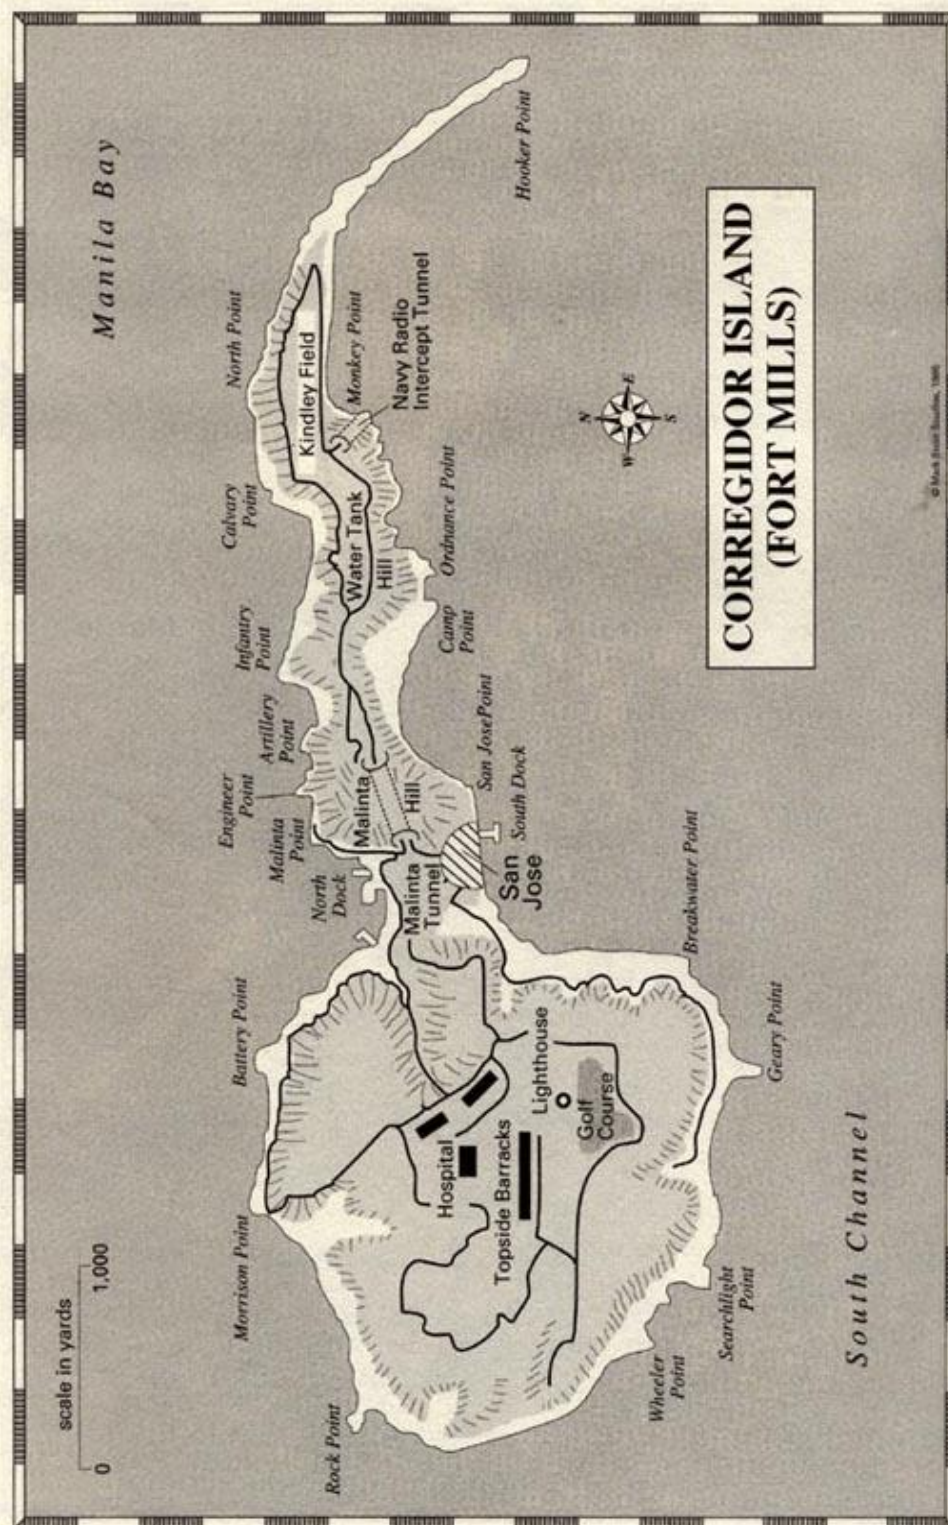 Manila Bay
Hooker Point
North Point
Kindley Field
Monkey Point
Navy Radio
Intercept Tunnel
Calvary
Point
Water Tank
Hill
Ordnance Point
Infantry
Point
Camp
Point
Artillery
Point
Engineer
Point
Malinta
Point
Malinta
Hill
San JosePoint
South Dock
North
Dock
Malinta
Tunnel
San
Jose
Breakwater Point
Battery Point
Lighthouse
Golf
Course
Geary Point
Hospital
Topside Barracks
Morrison Point
Rock Point
Searchlight
Point
Wheeler
Point
South Channel
scale in yards
0
1,000
N
E
S
W
CORREGIDOR ISLAND
(FORT MILLS)